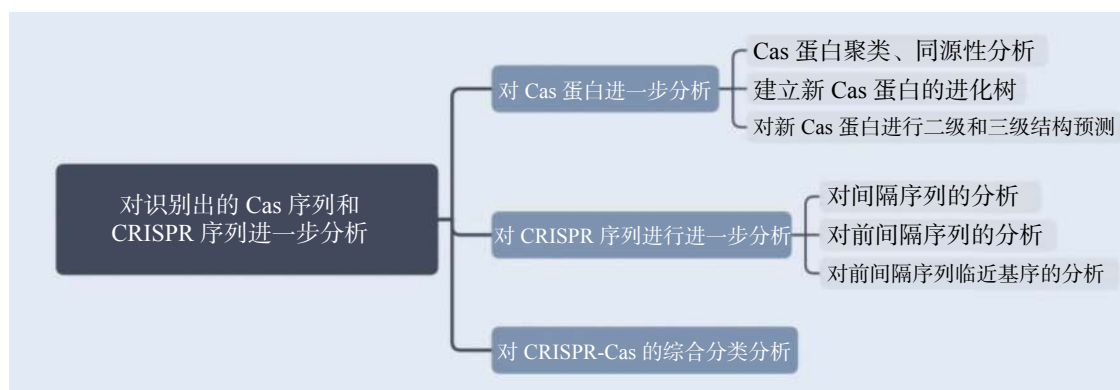 对识别出的 Cas 序列和
CRISPR 序列进一步分析
对 Cas 蛋白进一步分析
Cas 蛋白聚类、同源性分析
建立新 Cas 蛋白的进化树
对新 Cas 蛋白进行二级和三级结构预测
对 CRISPR 序列进行进一步分析
对间隔序列的分析
对前间隔序列的分析
对前间隔序列临近基序的分析
对 CRISPR-Cas 的综合分类分析